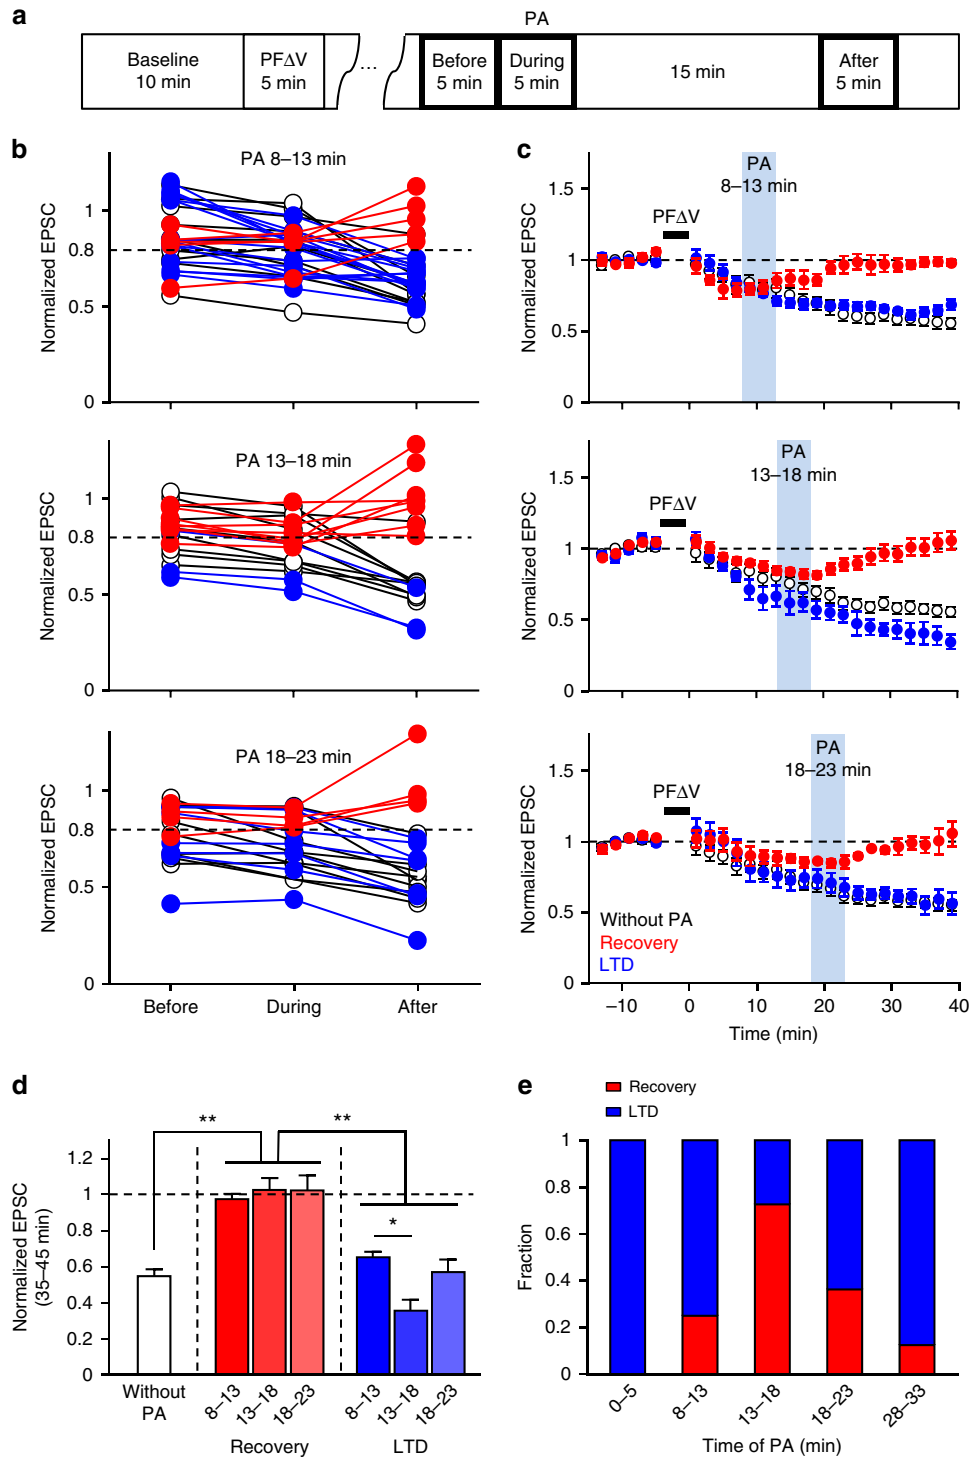 a
PA
Baseline
10 min
PFΔV
5 min
...
Before
5 min
During
5 min
15 min
After
5 min
b
PA 8–13 min
Normalized EPSC
1
0.8
0.5
0
PA 13–18 min
Normalized EPSC
1
0.8
0.5
0
PA 18–23 min
Normalized EPSC
1
0.8
0.5
0
Before
During
After
c
PA
8–13 min
PFΔV
Normalized EPSC
1.5
1
0.5
0
PA
13–18 min
PFΔV
Normalized EPSC
1.5
1
0.5
0
PA
18–23 min
PFΔV
Normalized EPSC
1.5
1
0.5
0
Without PA
Recovery
LTD
–10
0
10
20
30
40
Time (min)
d
**
**
*
Normalized EPSC
(35–45 min)
1.2
1
0.8
0.6
0.4
0.2
0
Without
PA
8–13
13–18
18–23
Recovery
8–13
13–18
18–23
LTD
e
Recovery
LTD
Fraction
1
0.8
0.6
0.4
0.2
0
0–5
8–13
13–18
18–23
28–33
Time of PA (min)